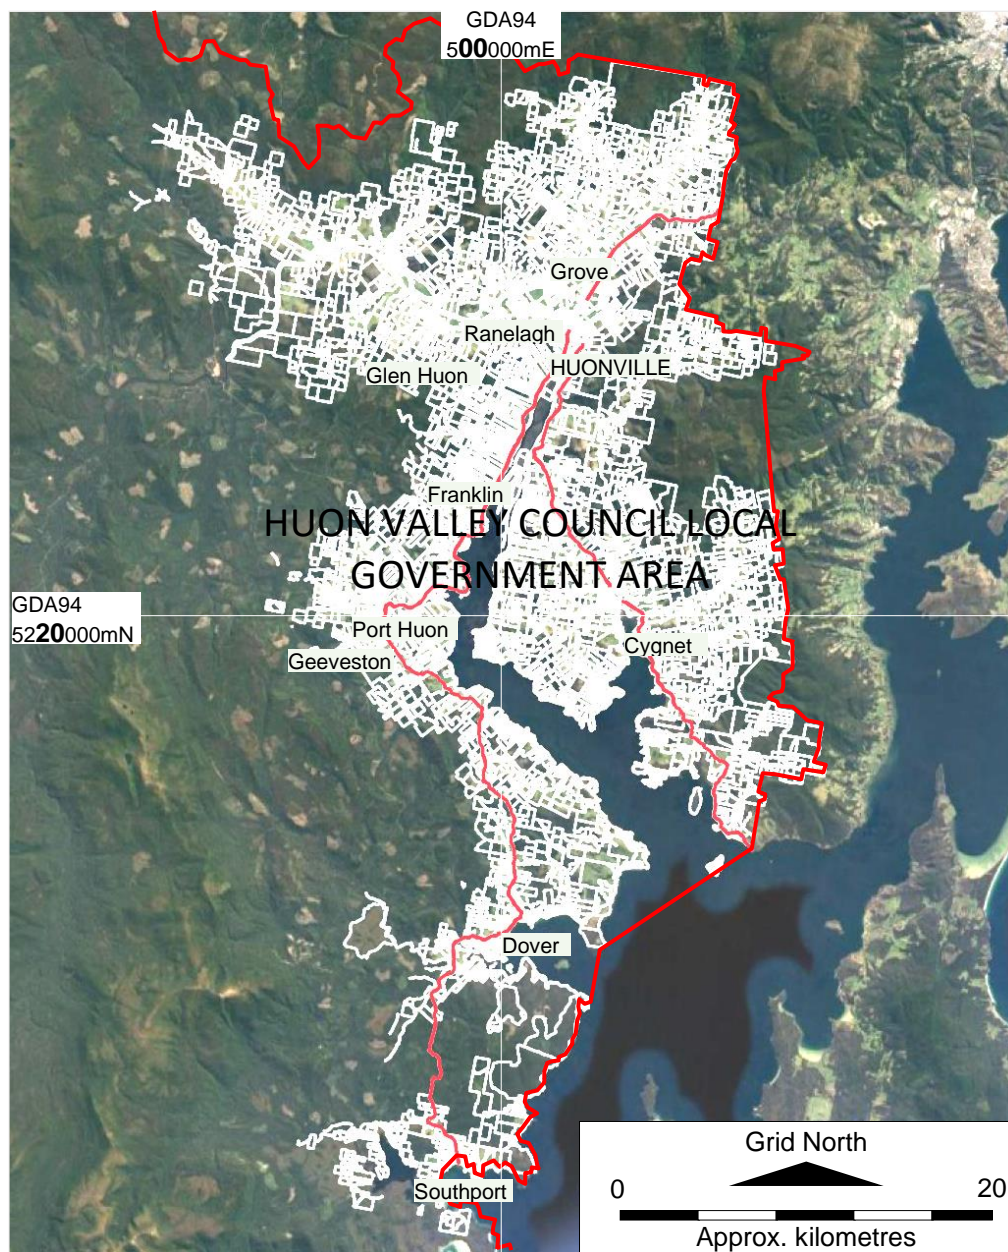 GDA94
500000mE
Grove
Ranelagh
HUONVILLE
Glen Huon
Franklin
HUON VALLEY COUNCIL LOCAL
GOVERNMENT AREA
GDA94
5220000mN
Port Huon
Cygnet
Geeveston
Dover
Southport
Grid North
0 20
Approx. kilometres